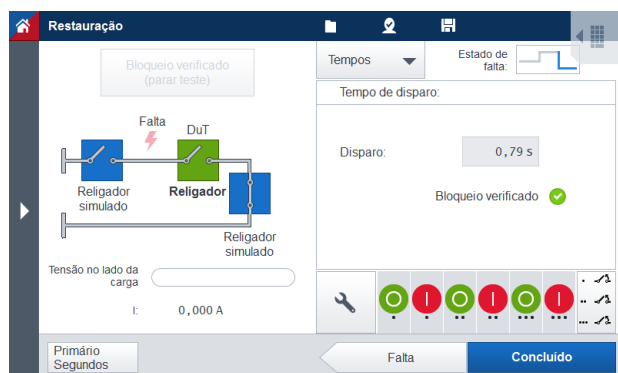 Restauração
Bloqueio verificado
(parar teste)
Falta
DuT
Religador
simulado
Religador
Religador
simulado
Tensão no lado da
carga
I:
0,000 A
Primário
Segundos
Tempos
Estado de
falta:
Tempo de disparo:
Disparo:
0,79 s
Bloqueio verificado
Falta
Concluído